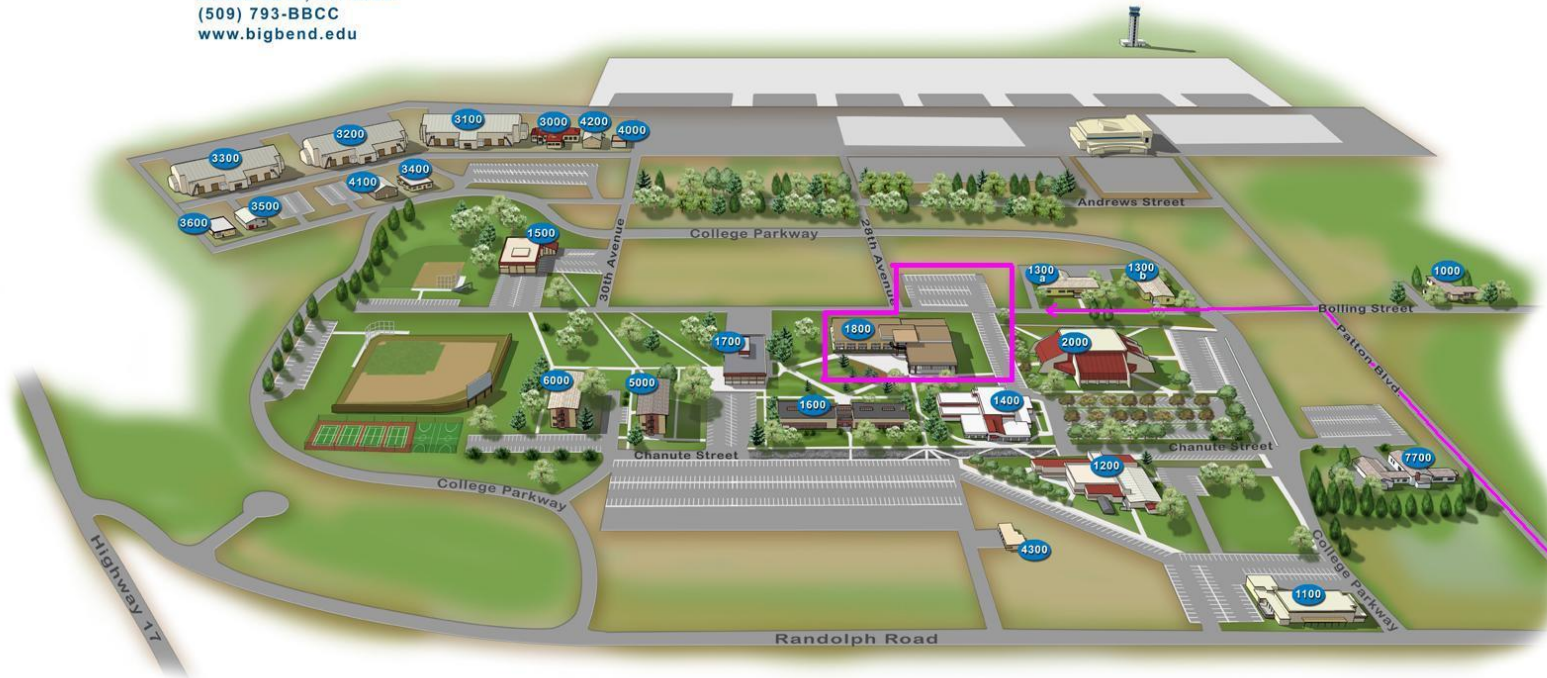 (509) 793-BBCC
www.bigbend.edu
3100
3000
4200
4000
3200
3300
3400
4100
3500
3600
Andrews Street
28th Avenue
College Parkway
1500
30th Avenue
1300
a
1300
b
1000
Bolling Street
Patton Blvd
1800
1700
2000
6000
5000
1600
1400
Chanute Street
Chanute Street
7700
1200
College Parkway
4300
College Parkway
1100
Highway 17
Randolph Road